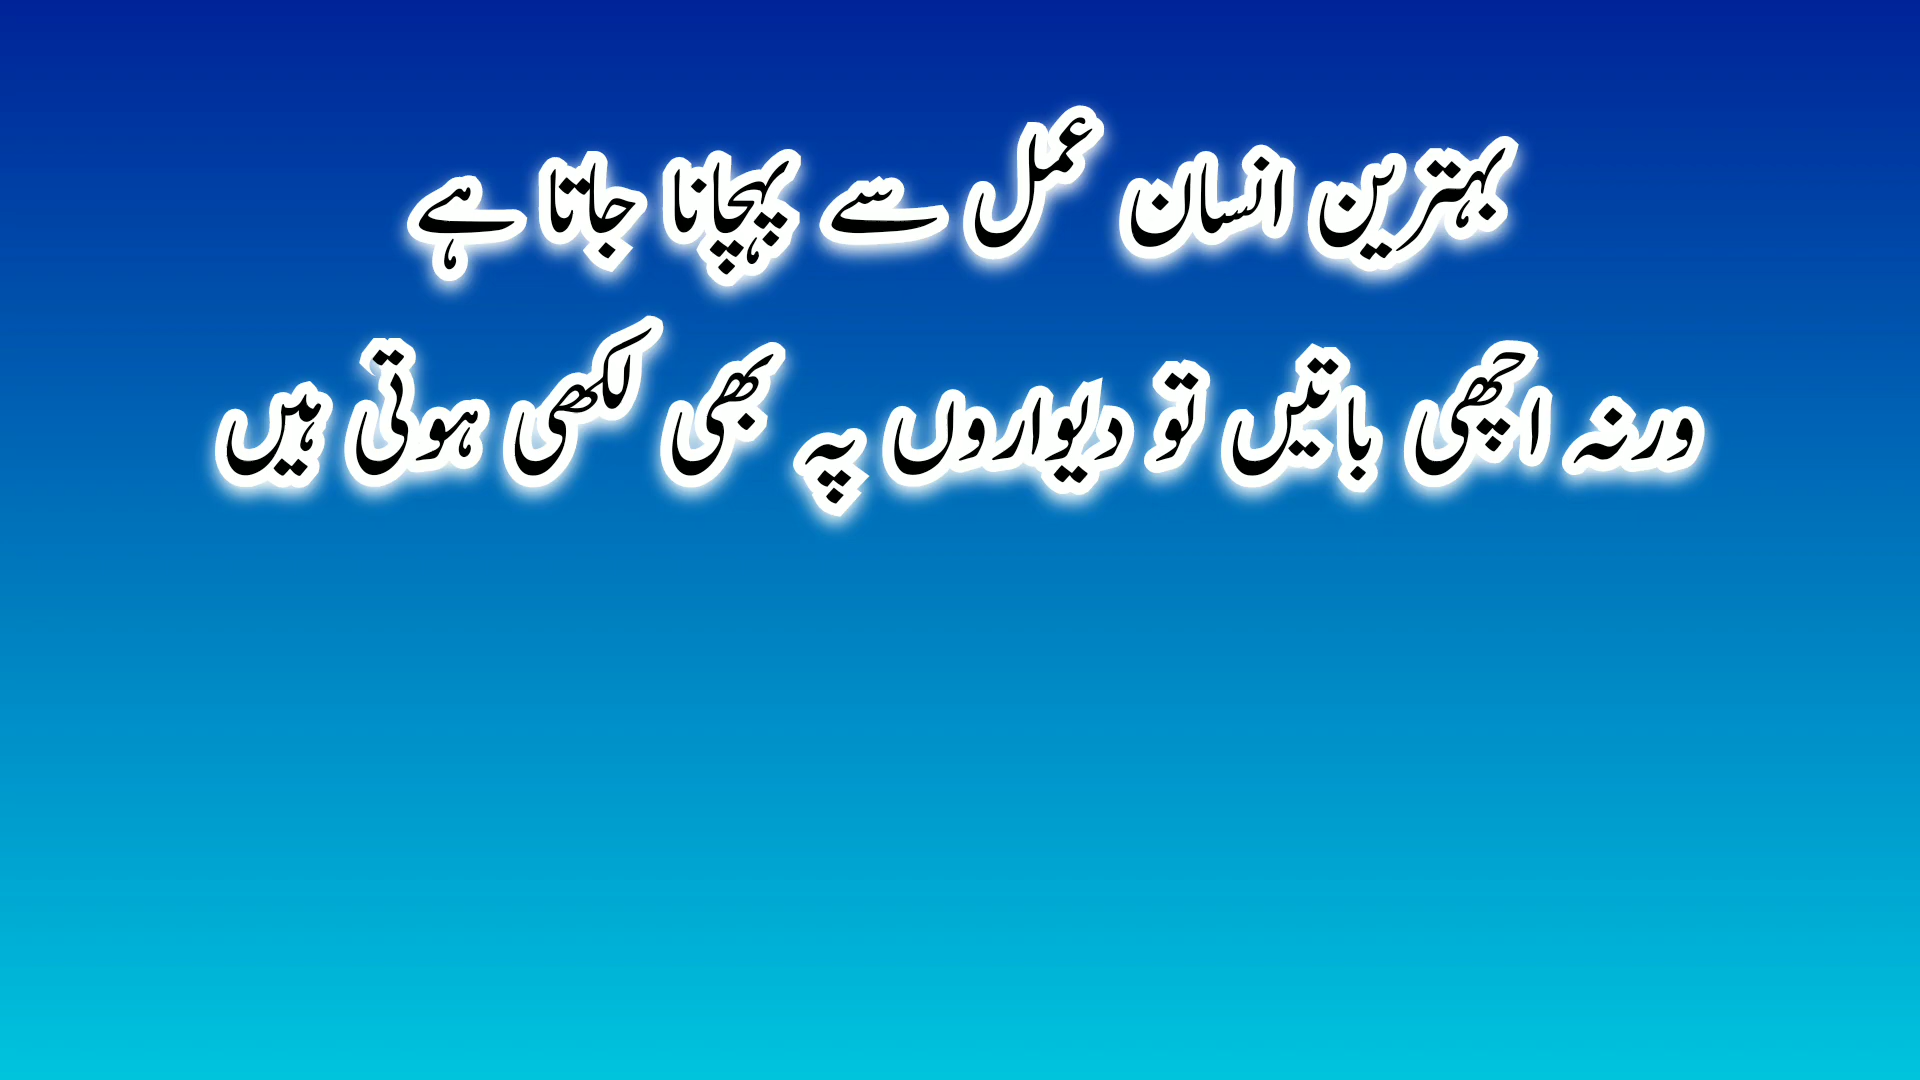 بہترین انسان عمل سے پہچانا جاتا ہے
ورنہ اچھی باتیں تو دیواروں پہ بھی لکھی ہوتی ہیں